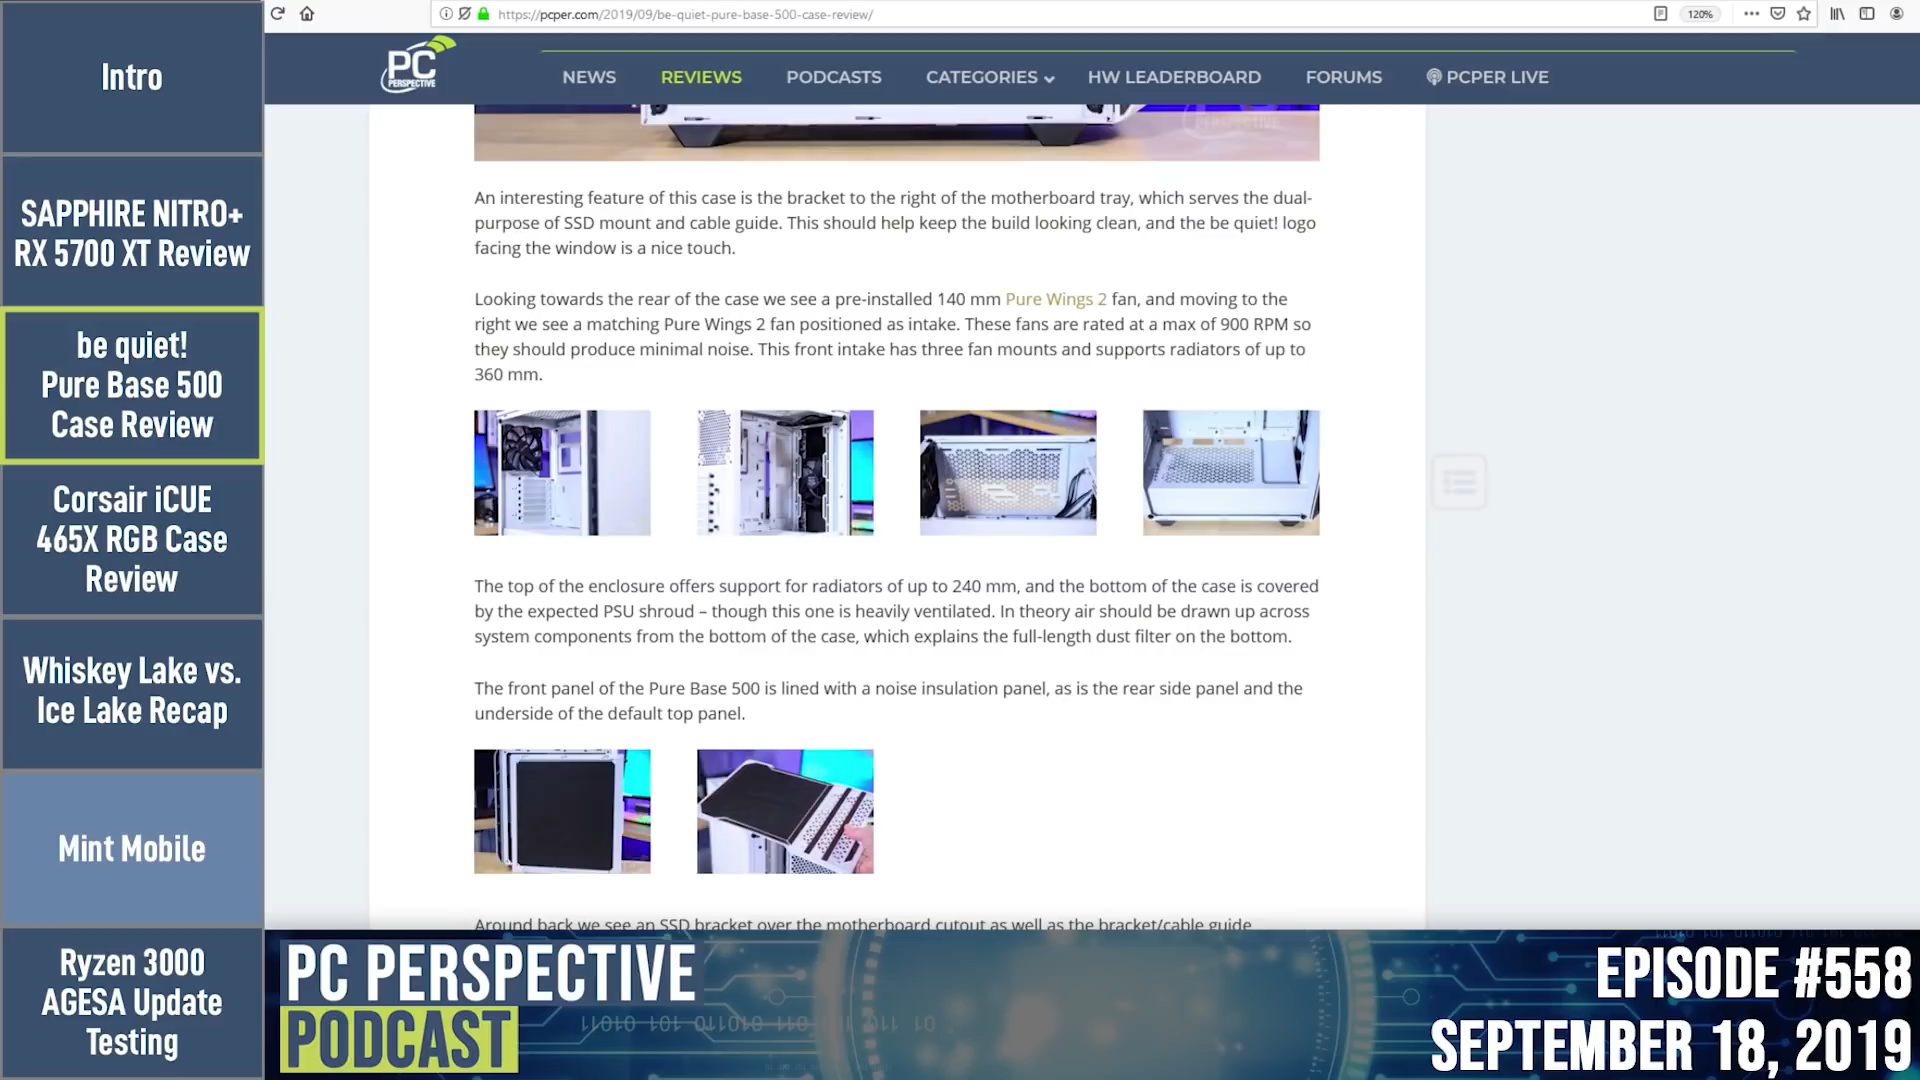 https://pcper.com/2019/09/be-quiet-pure-base-500-case-review/
120%
Intro
SAPPHIRE NITRO+
RX 5700 XT Review
be quiet!
Pure Base 500
Case Review
Corsair iCUE
465X RGB Case
Review
Whiskey Lake vs.
Ice Lake Recap
Mint Mobile
Ryzen 3000
AGESA Update
Testing
PC
PERSPECTIVE
NEWS
REVIEWS
PODCASTS
CATEGORIES
HW LEADERBOARD
FORUMS
PCPER LIVE
PERSPECTIVE
An interesting feature of this case is the bracket to the right of the motherboard tray, which serves the dual-
purpose of SSD mount and cable guide. This should help keep the build looking clean, and the be quiet! logo
facing the window is a nice touch.
Looking towards the rear of the case we see a pre-installed 140 mm Pure Wings 2 fan, and moving to the
right we see a matching Pure Wings 2 fan positioned as intake. These fans are rated at a max of 900 RPM so
they should produce minimal noise. This front intake has three fan mounts and supports radiators of up to
360 mm.
The top of the enclosure offers support for radiators of up to 240 mm, and the bottom of the case is covered
by the expected PSU shroud – though this one is heavily ventilated. In theory air should be drawn up across
system components from the bottom of the case, which explains the full-length dust filter on the bottom.
The front panel of the Pure Base 500 is lined with a noise insulation panel, as is the rear side panel and the
underside of the default top panel.
Around back we see an SSD bracket over the motherboard cutout as well as the bracket/cable guide
PC PERSPECTIVE
PODCAST
EPISODE #558
SEPTEMBER 18, 2019